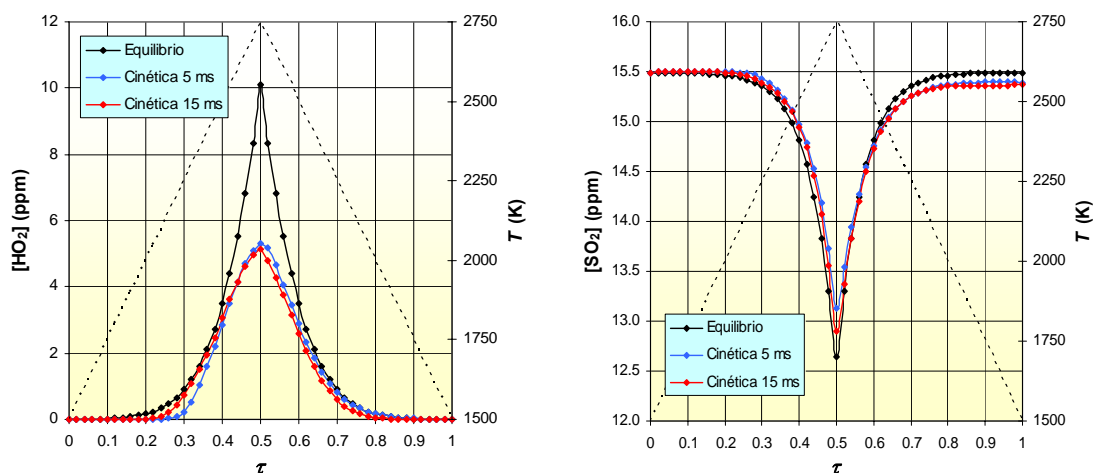 [HO2] (ppm)
12
10
8
6
4
2
0
Equilibrio
Cinética 5 ms
Cinética 15 ms
2750
2500
2250
2000
1750
1500
T (K)
0 0.1 0.2 0.3 0.4 0.5 0.6 0.7 0.8 0.9 1
τ
[SO2] (ppm)
16.0
15.5
15.0
14.5
14.0
13.5
13.0
12.5
12.0
Equilibrio
Cinética 5 ms
Cinética 15 ms
2750
2500
2250
2000
1750
1500
T (K)
0 0.1 0.2 0.3 0.4 0.5 0.6 0.7 0.8 0.9 1
τ